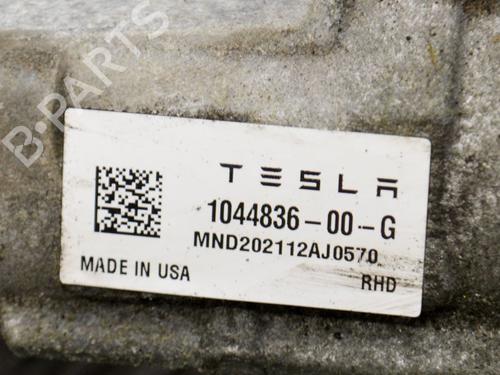 B-PARTS
TESLA
1044836-00-G
MND202112AJ0570
MADE IN USA
RHD